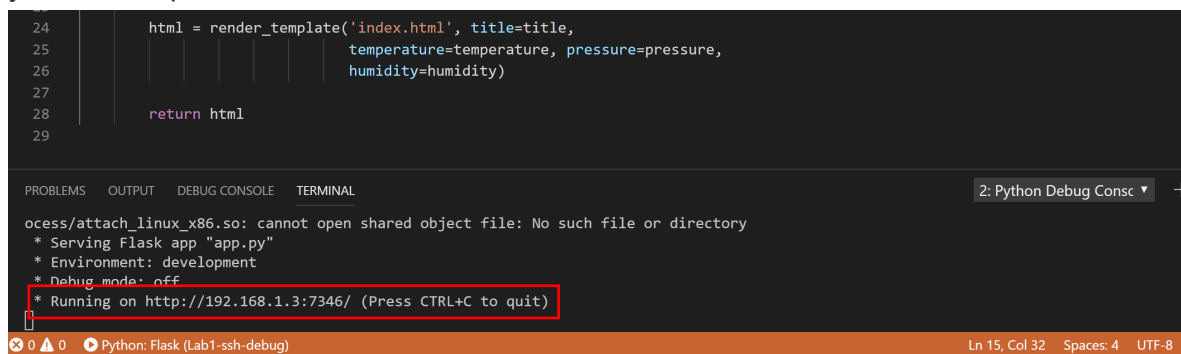 24 html = render_template('index.html', title=title,
25 temperature=temperature, pressure=pressure,
26 humidity=humidity)
27
28 return html
29
PROBLEMS OUTPUT DEBUG CONSOLE TERMINAL 2: Python Debug Consc
ocess/attach_linux_x86.so: cannot open shared object file: No such file or directory
* Serving Flask app "app.py"
* Environment: development
* Debug mode: off
* Running on http://192.168.1.3:7346/ (Press CTRL+C to quit)
0 0 Python: Flask (Lab1-ssh-debug) Ln 15, Col 32 Spaces: 4 UTF-8